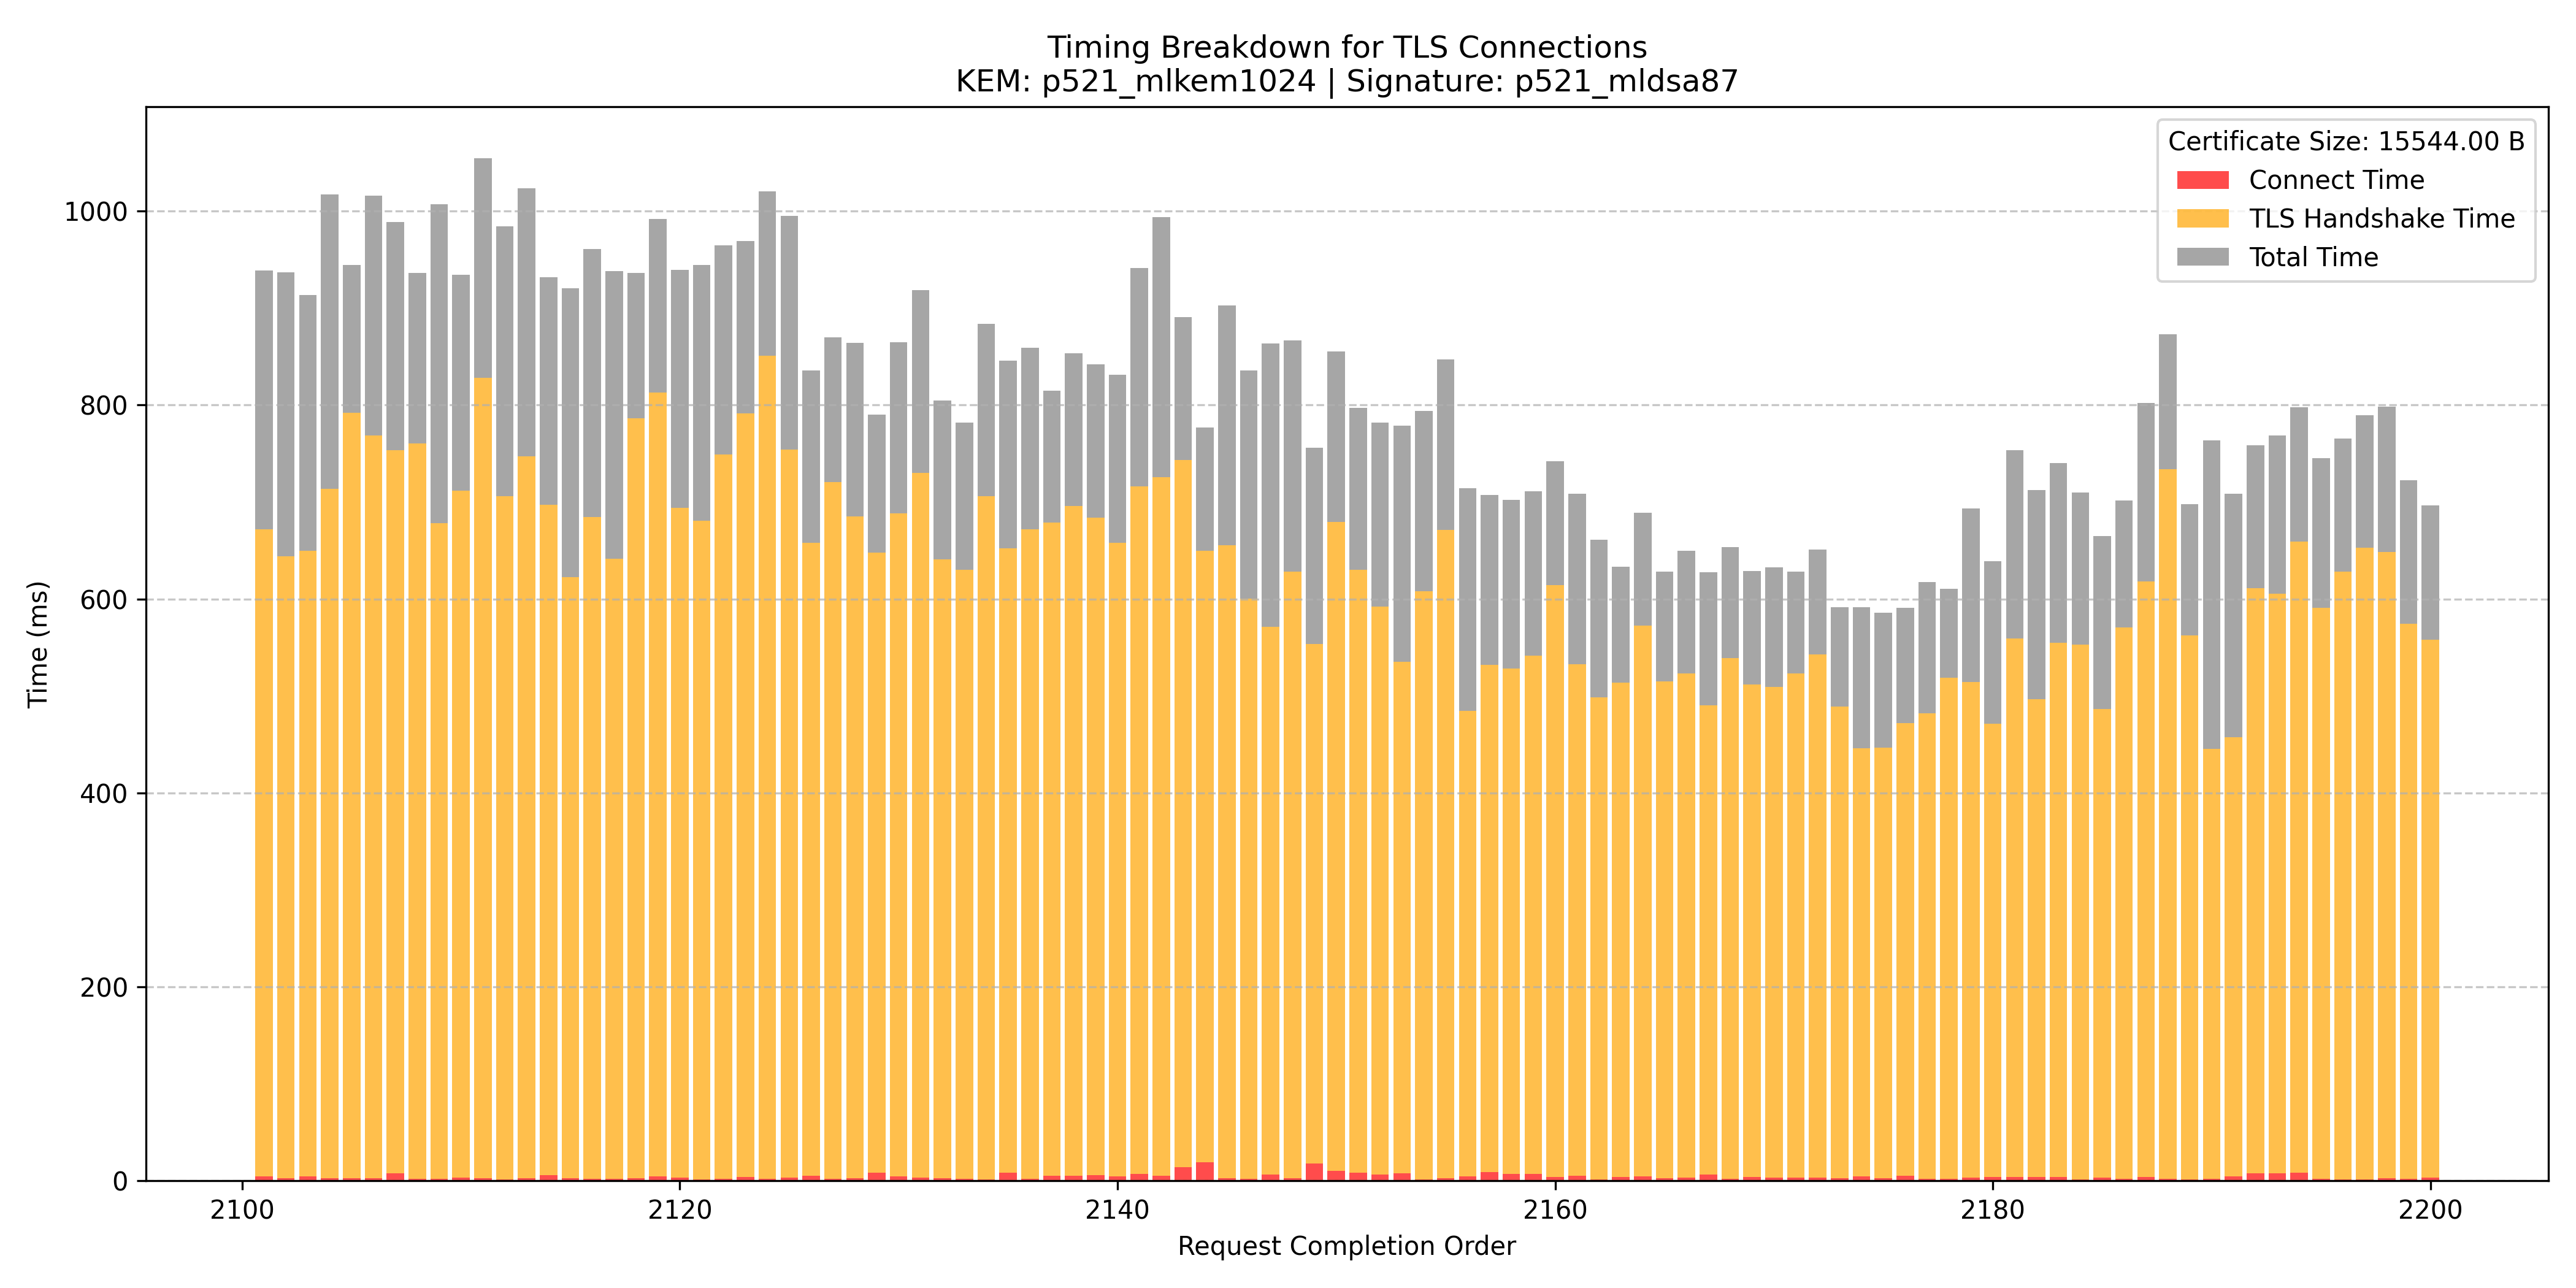 Timing Breakdown for TLS Connections
KEM: p521_mlkem1024 | Signature: p521_mldsa87
Certificate Size: 15544.00 B
Connect Time
TLS Handshake Time
Total Time
Time (ms)
1000
800
600
400
200
0
2100 2120 2140 2160 2180 2200
Request Completion Order